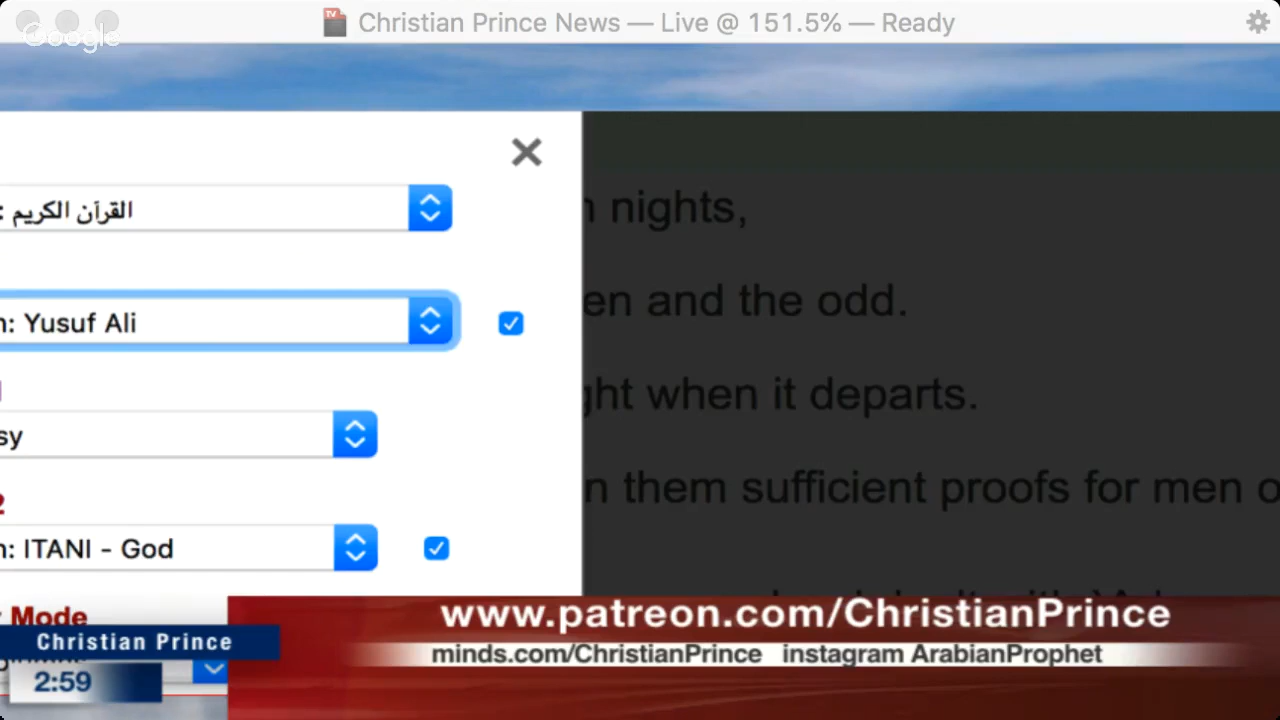 Christian Prince News — Live @ 151.5% — Ready
Google
: القرآن الكريم
nights,
n: Yusuf Ali
en and the odd.
ght when it departs.
sy
n them sufficient proofs for men o
2
n: ITANI - God
Mode
www.patreon.com/ChristianPrince
Christian Prince
minds.com/ChristianPrince instagram ArabianProphet
2:59